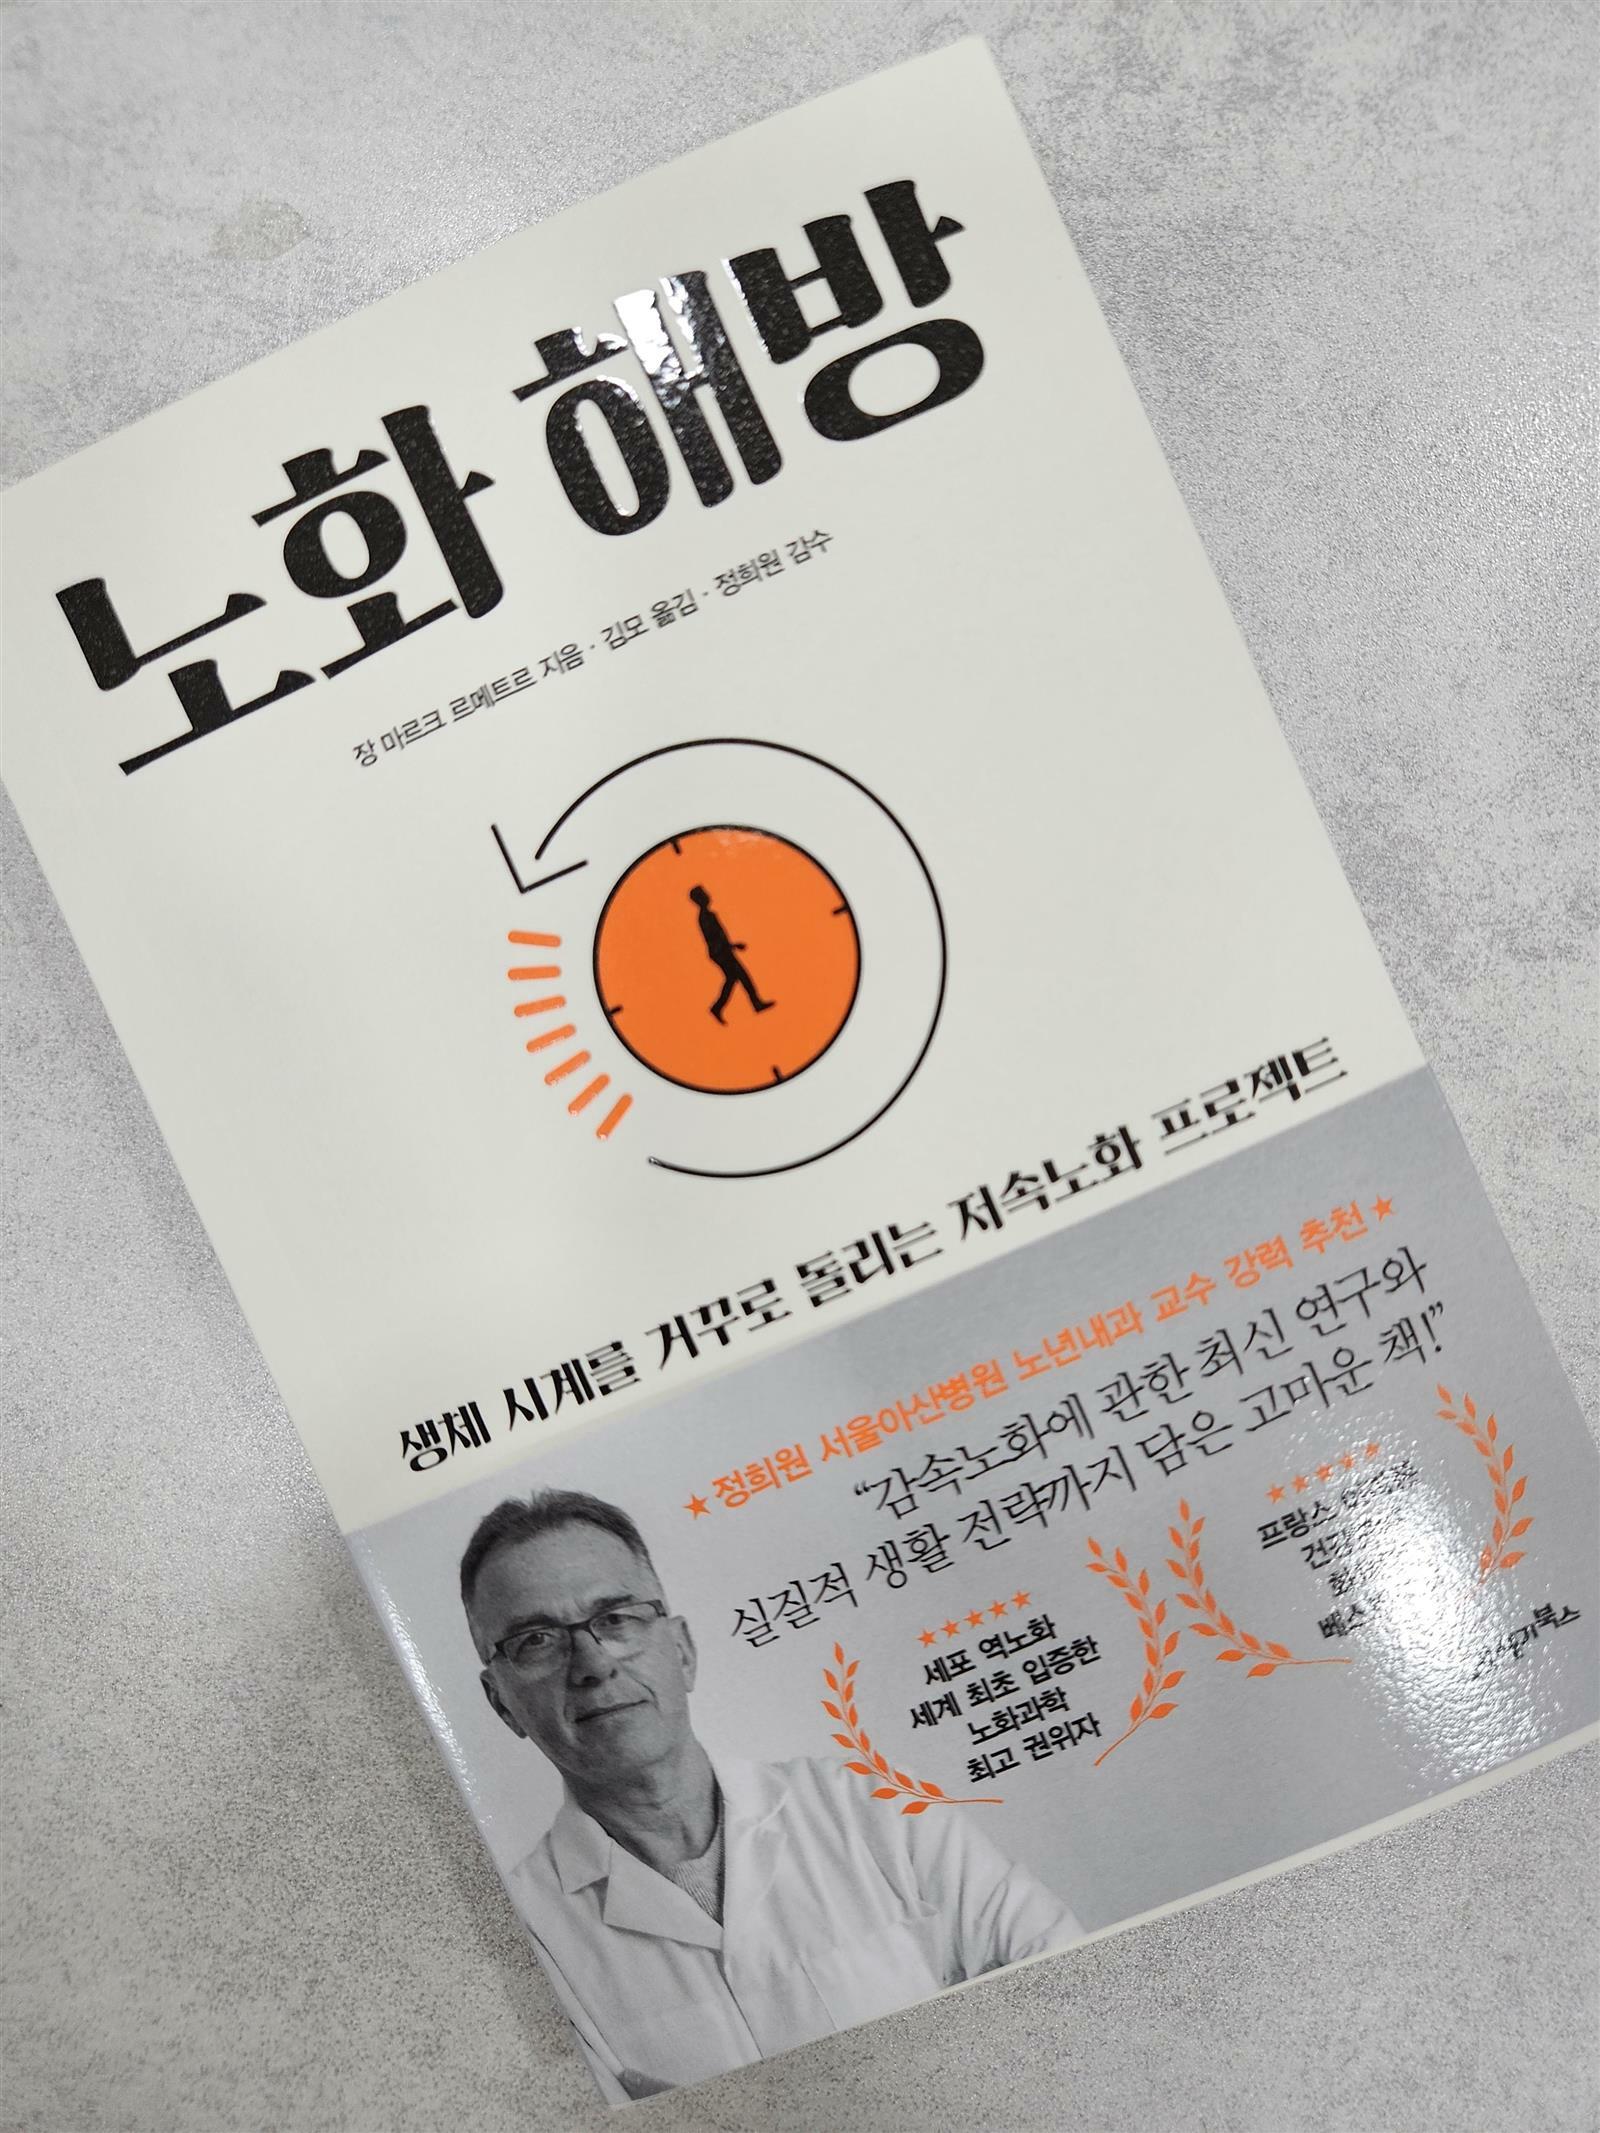 노화 해방
장 마르크 르메트르 지음 · 김모 옮김 · 정희원 감수
생체 시계를 거꾸로 돌리는 저속노화 프로젝트
★정희원 서울아산병원 노년내과 교수 강력 추천★
“감속노화에 관한 최신 연구와
실질적 생활 전략까지 담은 고마운 책!”
★★★★★
세포 역노화
세계 최초 입증한
노화과학
최고 권위자
★★★★★
프랑스